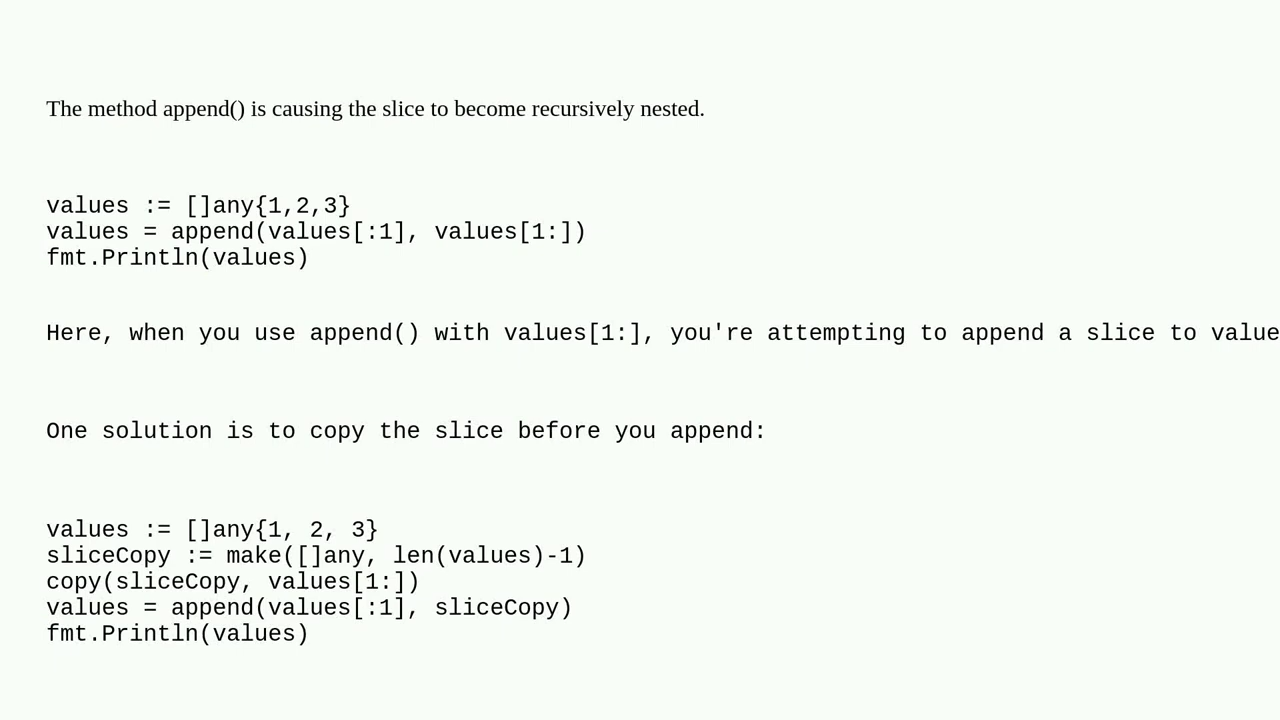 The method append() is causing the slice to become recursively nested.
values := []any{1,2,3}
values = append(values[:1], values[1:])
fmt.Println(values)
Here, when you use append() with values[1:], you're attempting to append a slice to value
One solution is to copy the slice before you append:
values := []any{1, 2, 3}
sliceCopy := make([]any, len(values)-1)
copy(sliceCopy, values[1:])
values = append(values[:1], sliceCopy)
fmt.Println(values)